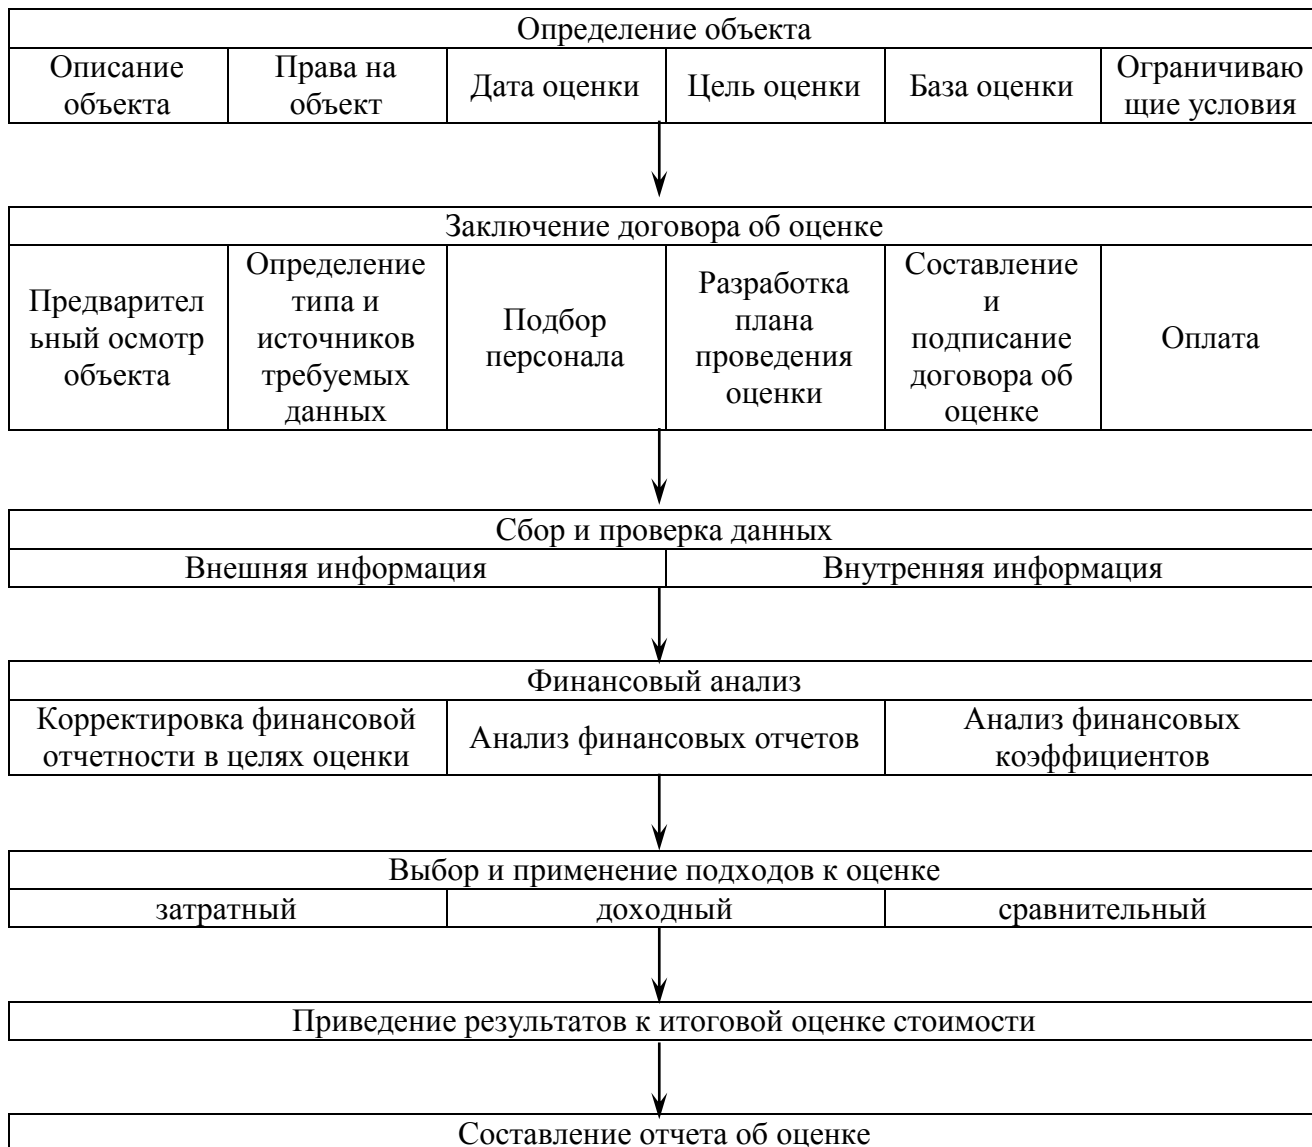 Определение объекта
Описание
объекта
Права на
объект
Дата оценки
Цель оценки
База оценки
Ограничиваю
щие условия
Заключение договора об оценке
Предварител
ьный осмотр
объекта
Определение
типа и
источников
требуемых
данных
Подбор
персонала
Разработка
плана
проведения
оценки
Составление
и
подписание
договора об
оценке
Оплата
Сбор и проверка данных
Внешняя информация
Внутренняя информация
Финансовый анализ
Корректировка финансовой
отчетности в целях оценки
Анализ финансовых отчетов
Анализ финансовых
коэффициентов
Выбор и применение подходов к оценке
затратный
доходный
сравнительный
Приведение результатов к итоговой оценке стоимости
Составление отчета об оценке